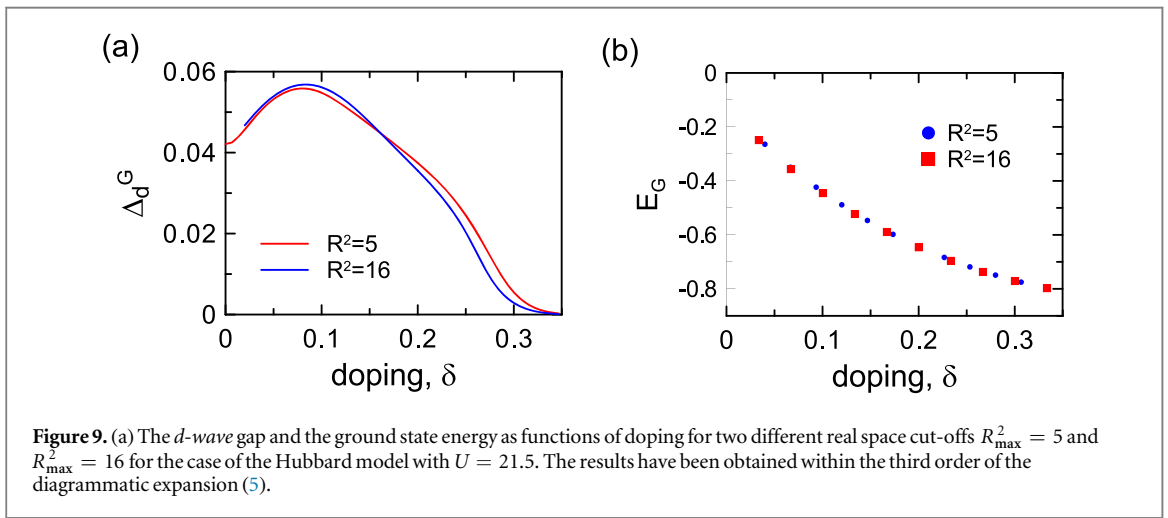 (a)
0.06
0.04
0.02
0
Δ_d^G
R²=5
R²=16
0 0.1 0.2 0.3
doping, δ
(b)
0
-0.2
-0.4
-0.6
-0.8
E_G
R²=5
R²=16
0 0.1 0.2 0.3
doping, δ
Figure 9. (a) The d-wave gap and the ground state energy as functions of doping for two different real space cut-offs R²_max = 5 and
R²_max = 16 for the case of the Hubbard model with U = 21.5. The results have been obtained within the third order of the
diagrammatic expansion (5).